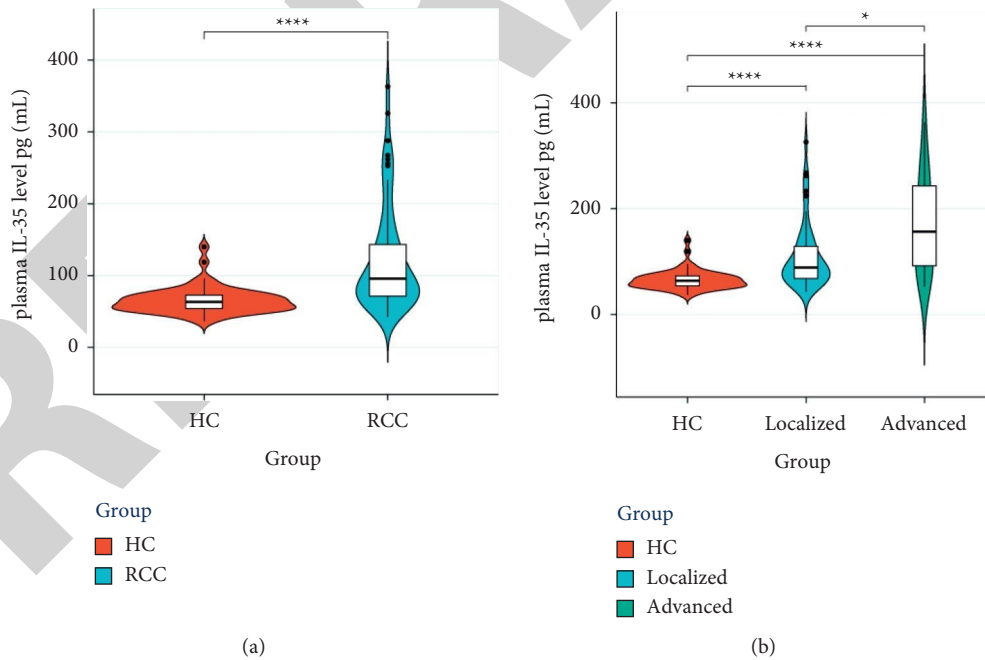 ****
400
300
200
100
0
plasma IL-35 level pg (mL)
HC
RCC
Group
Group
HC
RCC
(a)
*
****
****
400
200
0
plasma IL-35 level pg (mL)
HC
Localized
Advanced
Group
Group
HC
Localized
Advanced
(b)